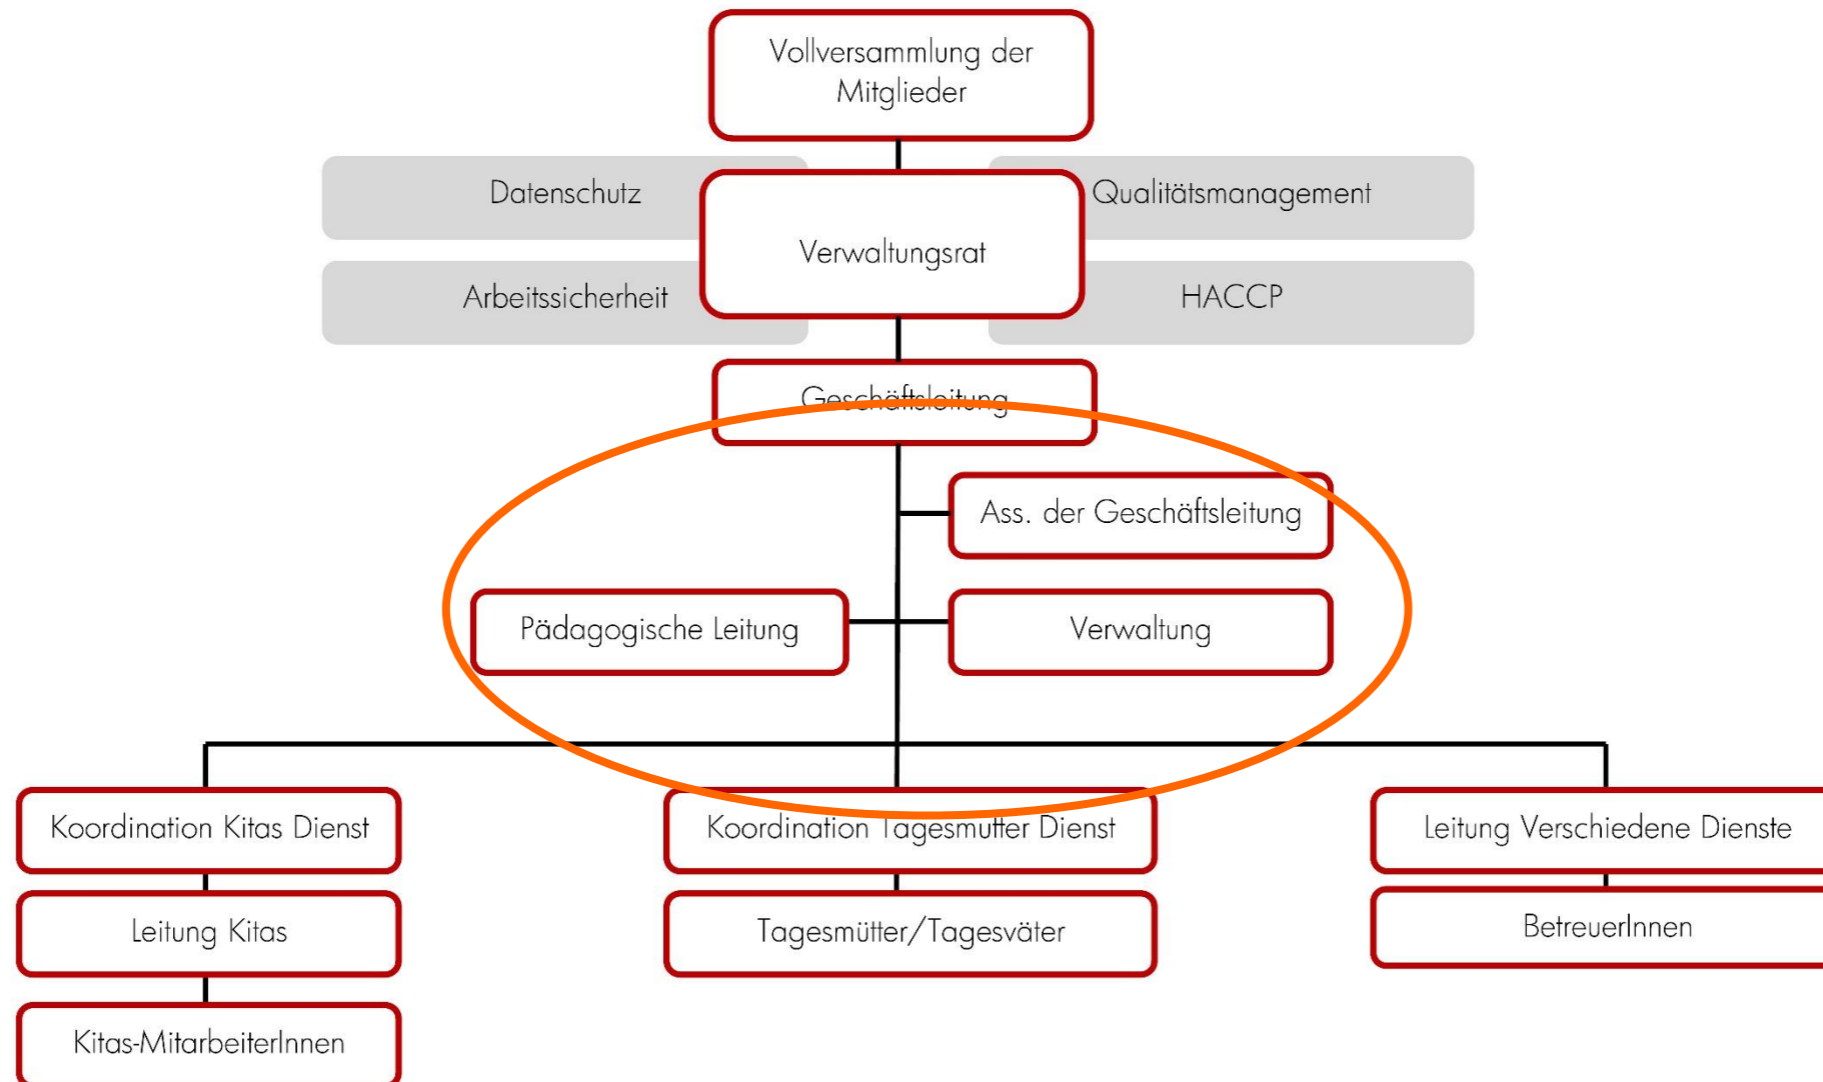 Vollversammlung der
Mitglieder
Datenschutz
Qualitätsmanagement
Verwaltungsrat
Arbeitssicherheit
HACCP
Geschäftsleitung
Ass. der Geschäftsleitung
Pädagogische Leitung
Verwaltung
Koordination Kitas Dienst
Koordination Tagesmütter Dienst
Leitung Verschiedene Dienste
Leitung Kitas
Tagesmütter/Tagesväter
BetreuerInnen
Kitas-MitarbeiterInnen